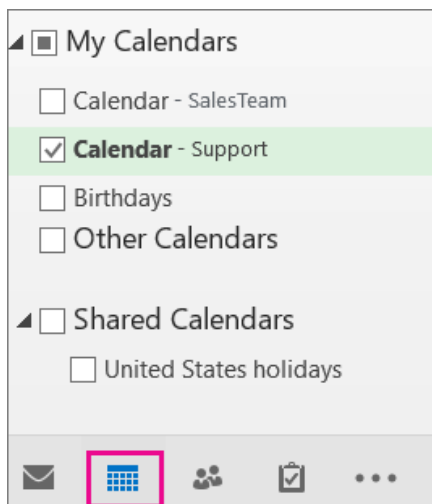 My Calendars
Calendar - SalesTeam
Calendar - Support
Birthdays
Other Calendars
Shared Calendars
United States holidays